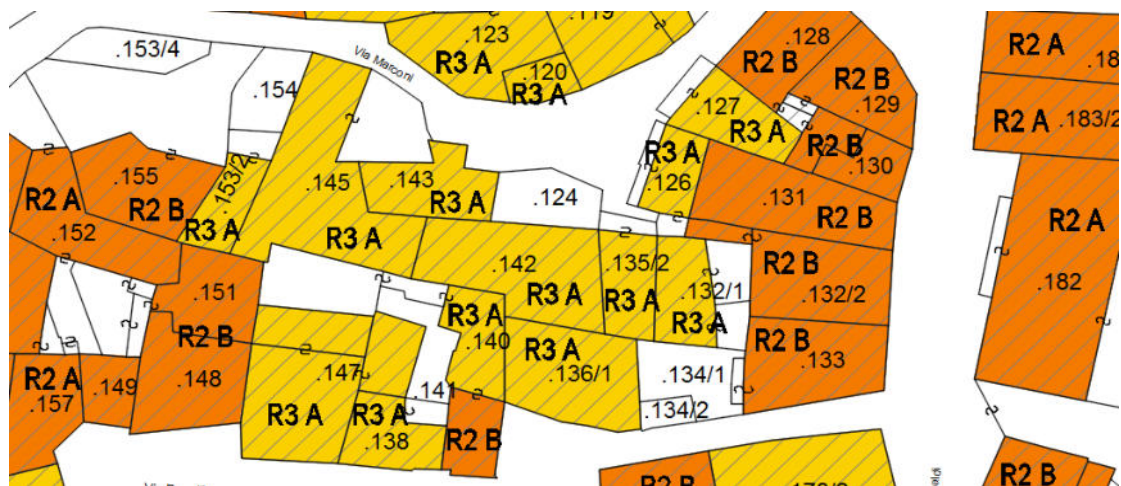 .153/4
.123
.119
R3 A
.120
R3 A
Via Marconi
.128
R2 B
R2 B
.129
R2 A
R2 A
.183/2
.154
.127
R3 A
R2 B
.130
.155
R2 B
.153/2
R3 A
.145
R3 A
.143
R3 A
.124
R3 A
.126
.131
R2 B
R2 A
.152
R2 A
.182
.142
R3 A
.135/2
R3 A
.132/1
R3 A
R2 B
.132/2
.151
R2 B
.148
R3 A
.140
R3 A
.136/1
R2 B
.133
.134/1
.134/2
R2 A
.157
.149
.147
R3 A
.141
R3 A
.138
R2 B
R2 B
R2 B